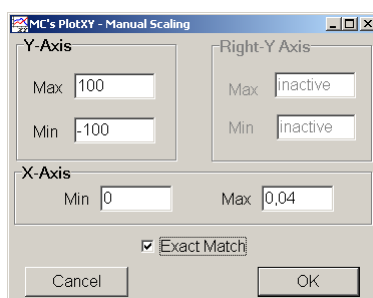 MC's PlotXY - Manual Scaling
Y-Axis Right-Y Axis
Max 100 Max inactive
Min -100 Min inactive
X-Axis
Min 0 Max 0,04
Exact Match
Cancel OK